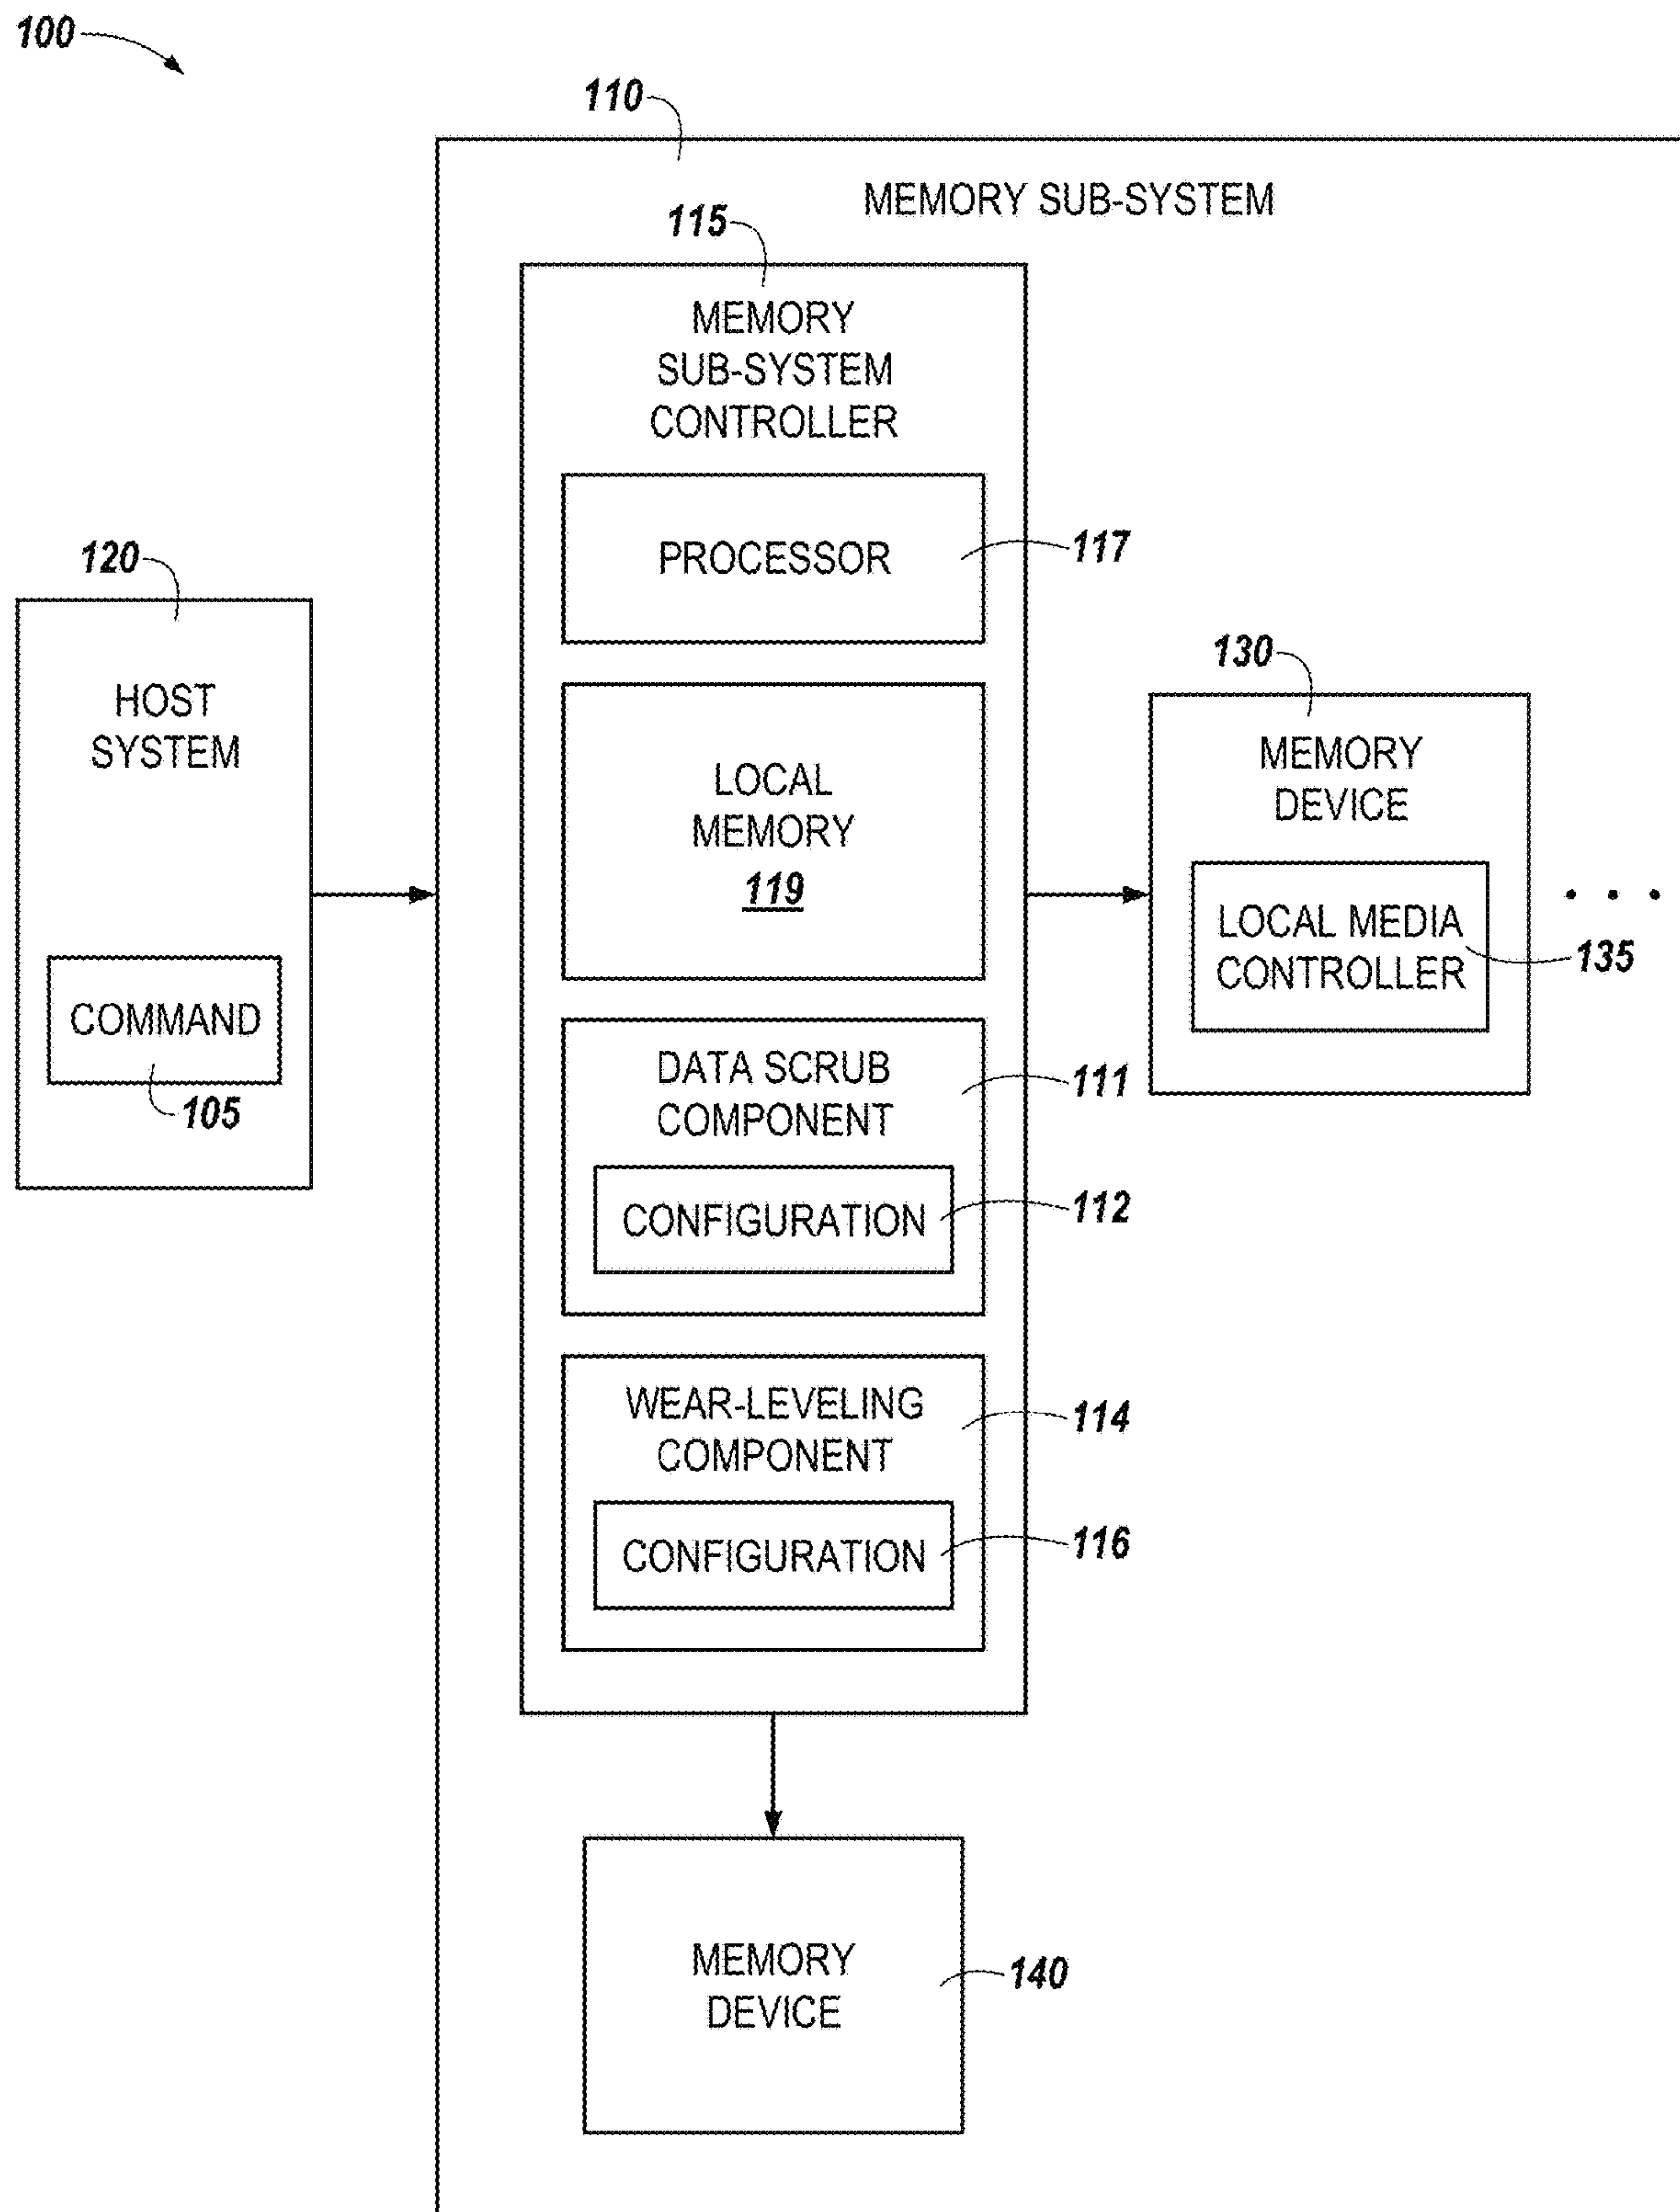 100
110
MEMORY SUB-SYSTEM
115
MEMORY
SUB-SYSTEM
CONTROLLER
PROCESSOR
117
120
HOST
SYSTEM
COMMAND
105
LOCAL
MEMORY
119
130
MEMORY
DEVICE
LOCAL MEDIA
CONTROLLER
135
. . .
DATA SCRUB
COMPONENT
111
CONFIGURATION
112
WEAR-LEVELING
COMPONENT
114
CONFIGURATION
116
MEMORY
DEVICE
140